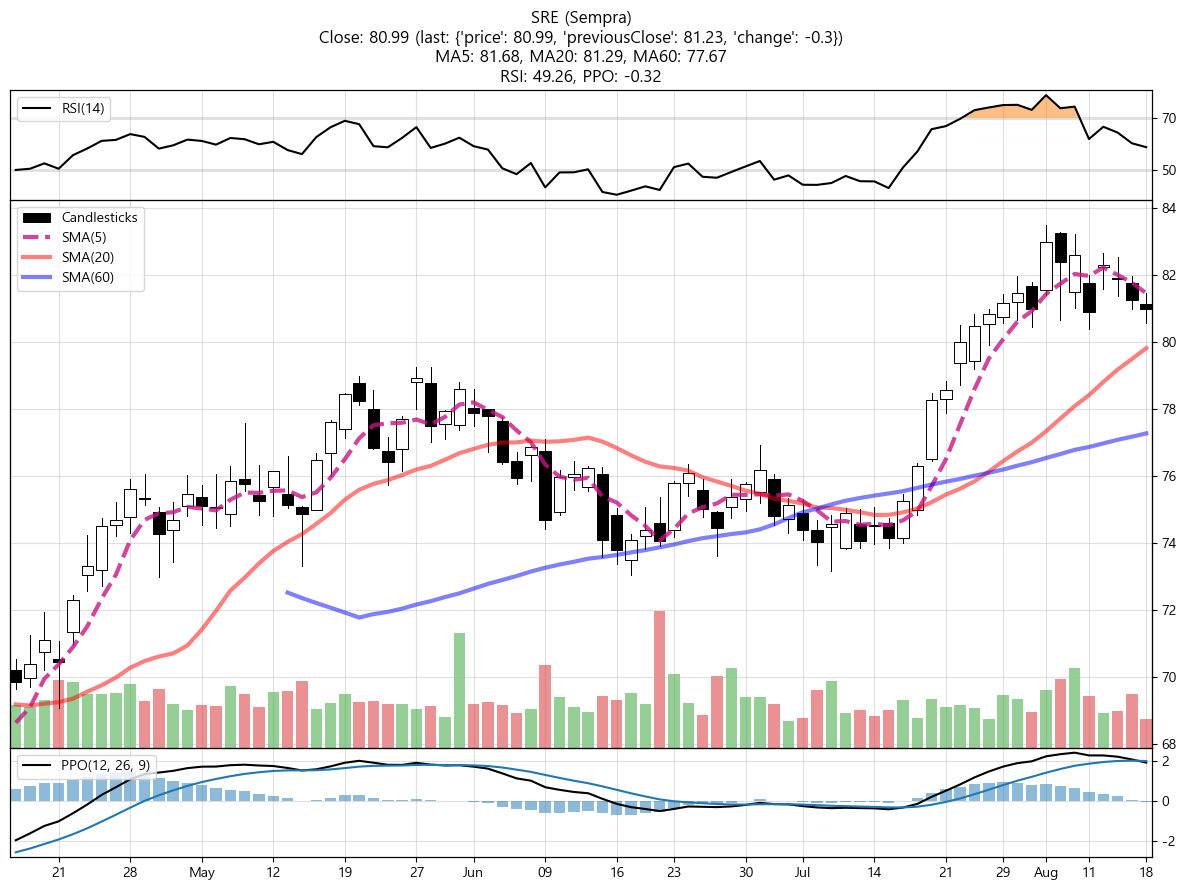 SRE (Sempra)
Close: 80.99 (last: {'price': 80.99, 'previousClose': 81.23, 'change': -0.3})
MA5: 81.68, MA20: 81.29, MA60: 77.67
RSI: 49.26, PPO: -0.32
RSI(14)
70
50
Candlesticks
SMA(5)
SMA(20)
SMA(60)
84
82
80
78
76
74
72
70
68
PPO(12, 26, 9)
2
0
-2
21 28 May 12 19 27 Jun 09 16 23 30 Jul 14 21 29 Aug 11 18